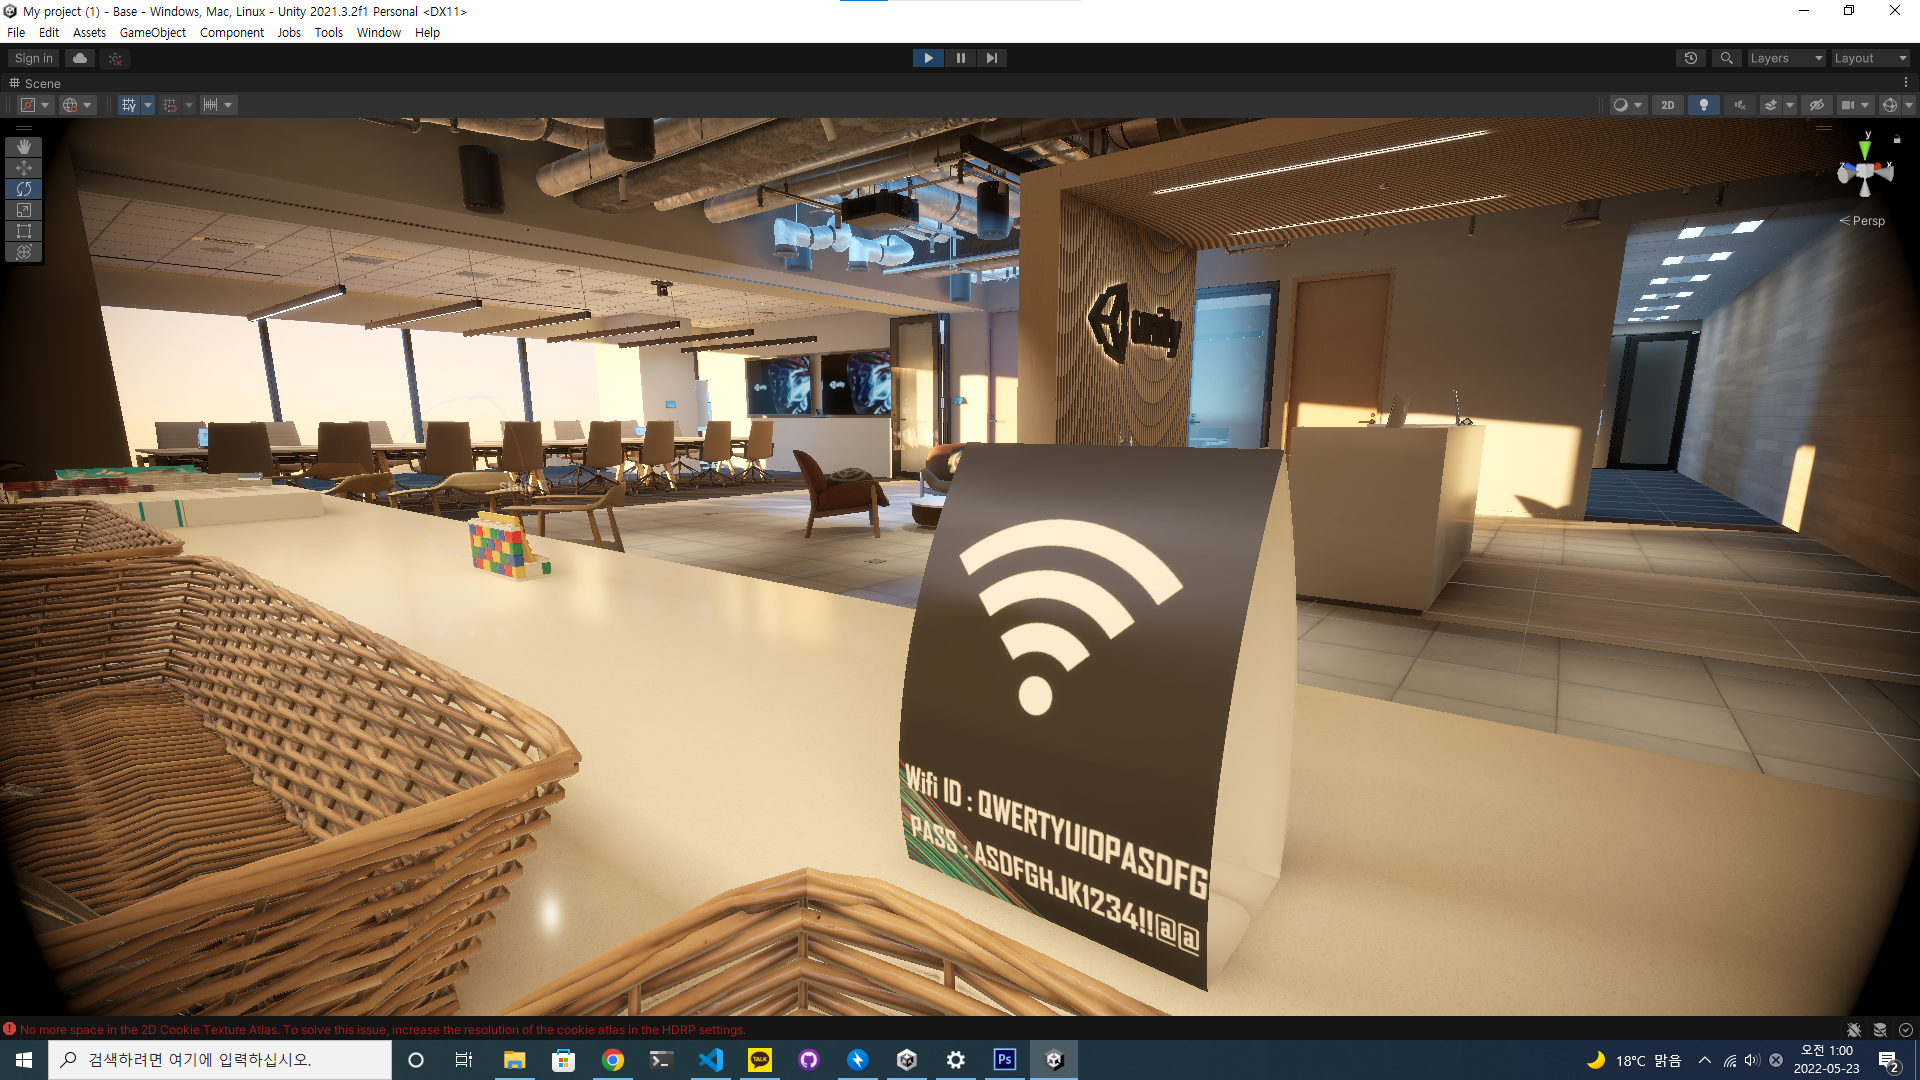 My project (1) - Base - Windows, Mac, Linux - Unity 2021.3.2f1 Personal <DX11>
File Edit Assets GameObject Component Jobs Tools Window Help
Sign in
Layers
Layout
Scene
2D
y
z
x
Persp
unity
Wifi ID : QWERTYUIOPASDFG
PASS : ASDFGHJK1234!!@@
No more space in the 2D Cookie Texture Atlas. To solve this issue, increase the resolution of the cookie atlas in the HDRP settings.
검색하려면 여기에 입력하십시오.
TALK
Ps
18°C 맑음
오전 1:00
2022-05-23
2